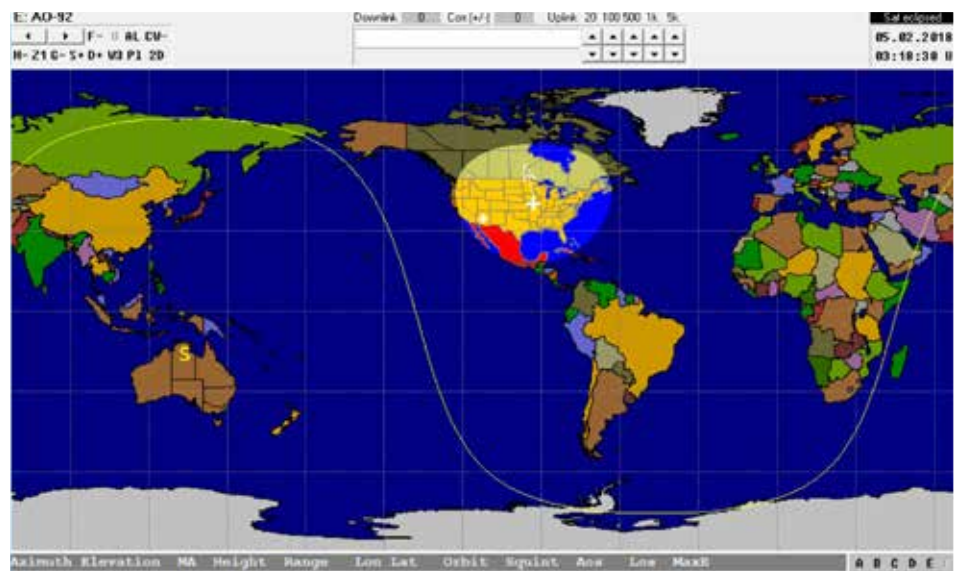 E: AO-92
Downlink 0 Corr [+/-] 0 Uplink 20 100 500 1k 5k
Sat eclipsed
F- U AL CW-
05.02.2018
M- Z1 G- S+ D+ W3 P1 2D
03:18:30 U
S
Azimuth Elevation MA Height Range Lon Lat Orbit Squint Aos Los MaxE
A B C D E